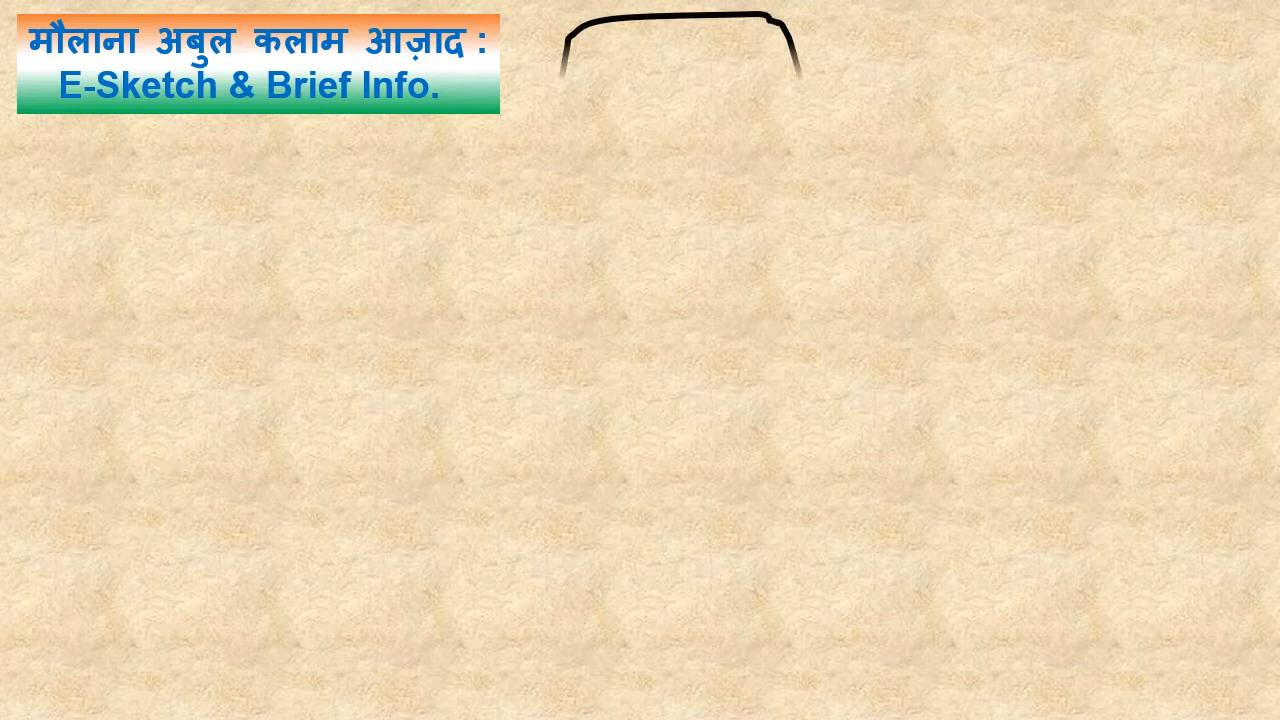 मौलाना अबुल कलाम आज़ाद :
E-Sketch & Brief Info.